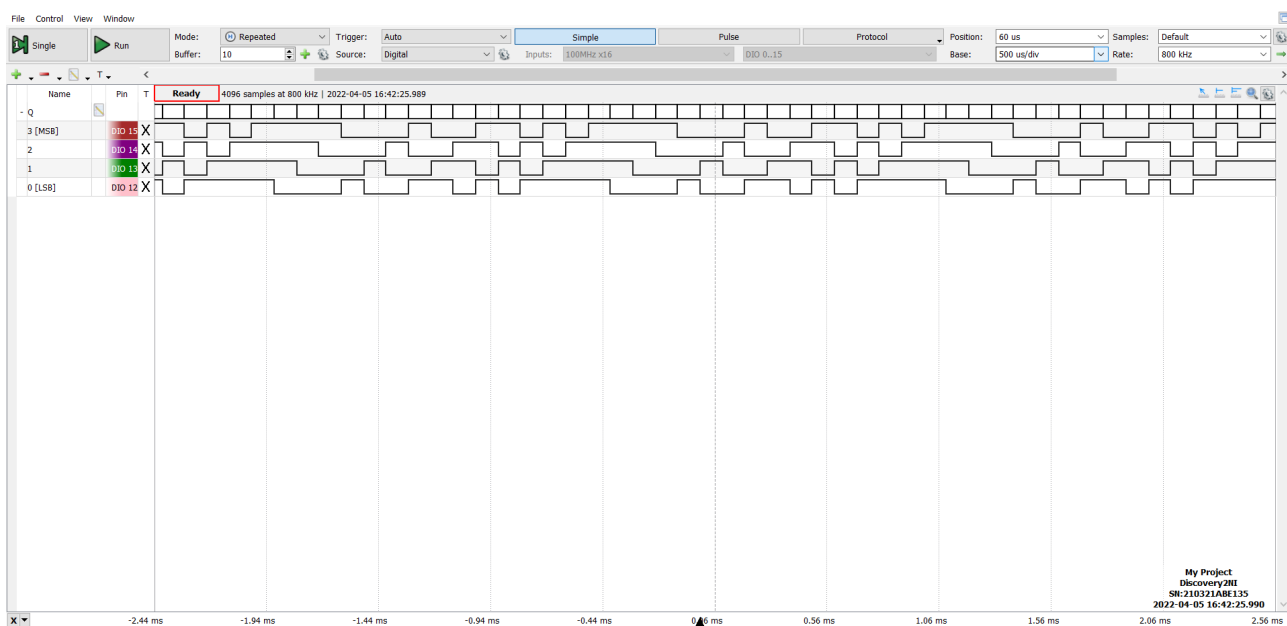 File Control View Window
Single Run Mode: Repeated Trigger: Auto Simple Pulse Protocol Position: 60 us Samples: Default
Buffer: 10 Source: Digital Inputs: 100MHz x16 DIO 0..15 Base: 500 us/div Rate: 800 kHz
T
Name Pin T Ready 4096 samples at 800 kHz | 2022-04-05 16:42:25.989
- Q
3 [MSB] DIO 15 X
2 DIO 14 X
1 DIO 13 X
0 [LSB] DIO 12 X
My Project
Discovery2NI
SN:210321ABE135
2022-04-05 16:42:25.990
X -2.44 ms -1.94 ms -1.44 ms -0.94 ms -0.44 ms 0.06 ms 0.56 ms 1.06 ms 1.56 ms 2.06 ms 2.56 ms